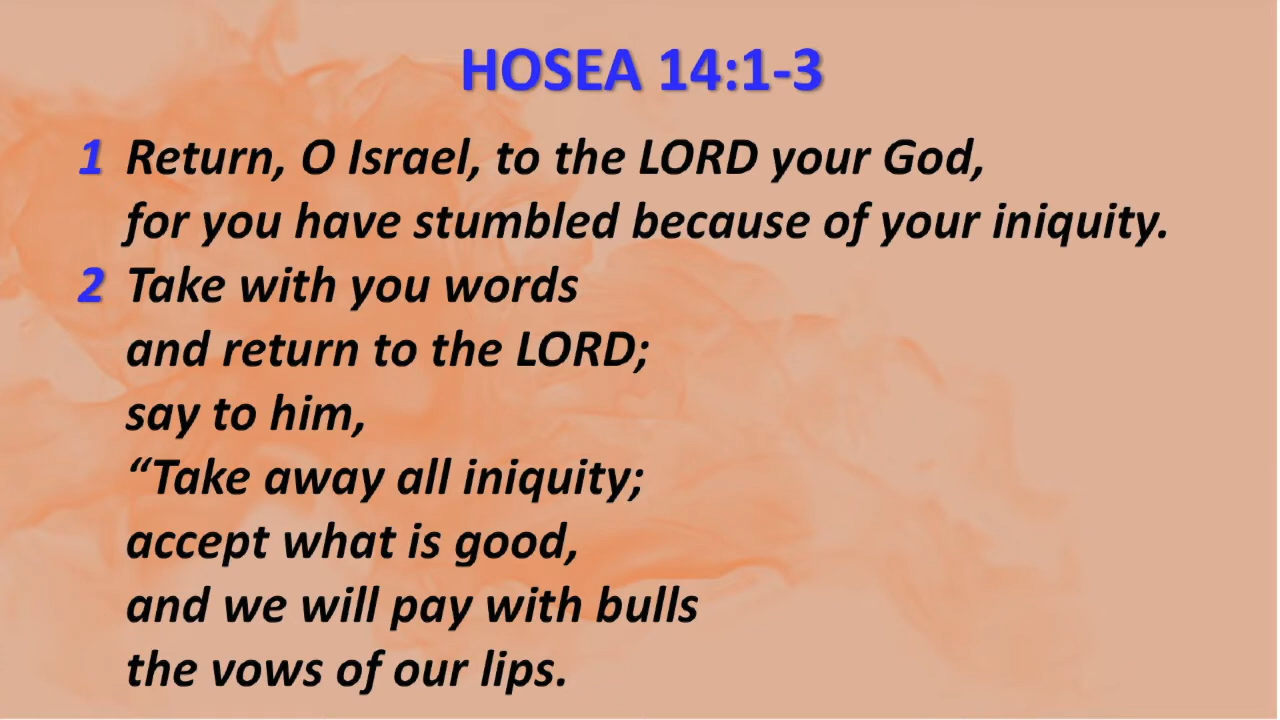 HOSEA 14:1-3
1 Return, O Israel, to the LORD your God,
for you have stumbled because of your iniquity.
2 Take with you words
and return to the LORD;
say to him,
“Take away all iniquity;
accept what is good,
and we will pay with bulls
the vows of our lips.